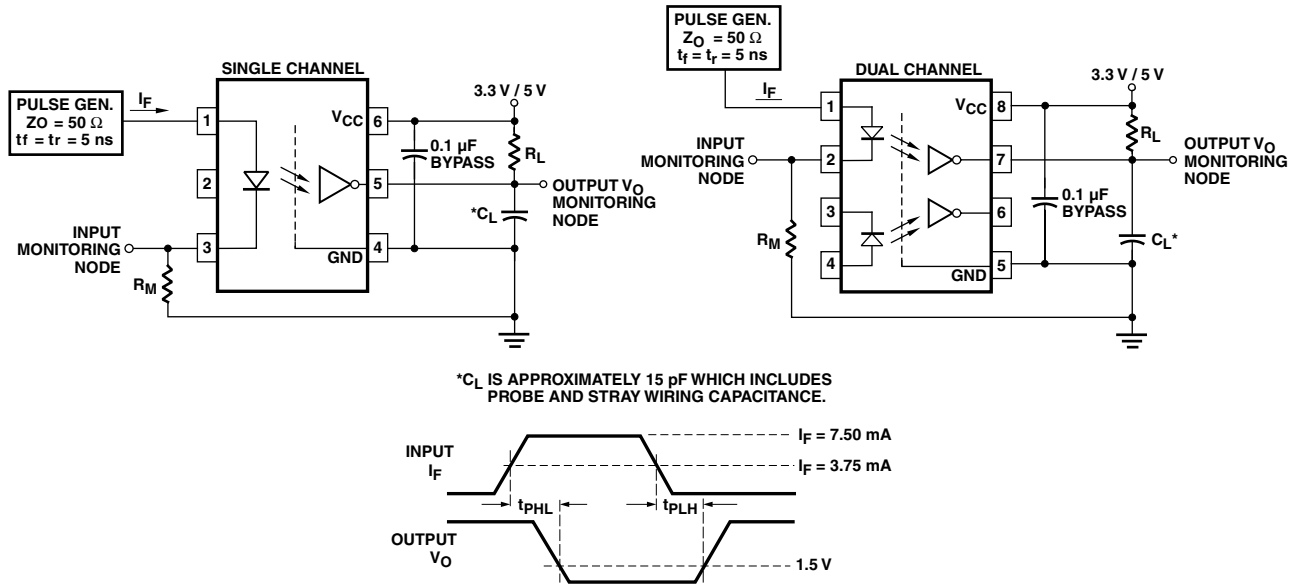 SINGLE CHANNEL
PULSE GEN.
ZO = 50 Ω
tf = tr = 5 ns
IF
1
2
3
VCC 6
5
4
GND
3.3 V / 5 V
0.1 µF
BYPASS
RL
*CL
OUTPUT VO
MONITORING
NODE
INPUT
MONITORING
NODE
RM
PULSE GEN.
ZO = 50 Ω
tf = tr = 5 ns
DUAL CHANNEL
IF
1
2
3
4
VCC 8
7
6
5
GND
3.3 V / 5 V
RL
INPUT
MONITORING
NODE
OUTPUT VO
MONITORING
NODE
0.1 µF
BYPASS
RM
CL*
*CL IS APPROXIMATELY 15 pF WHICH INCLUDES
PROBE AND STRAY WIRING CAPACITANCE.
INPUT
IF
IF = 7.50 mA
IF = 3.75 mA
tPHL
tPLH
OUTPUT
VO
1.5 V